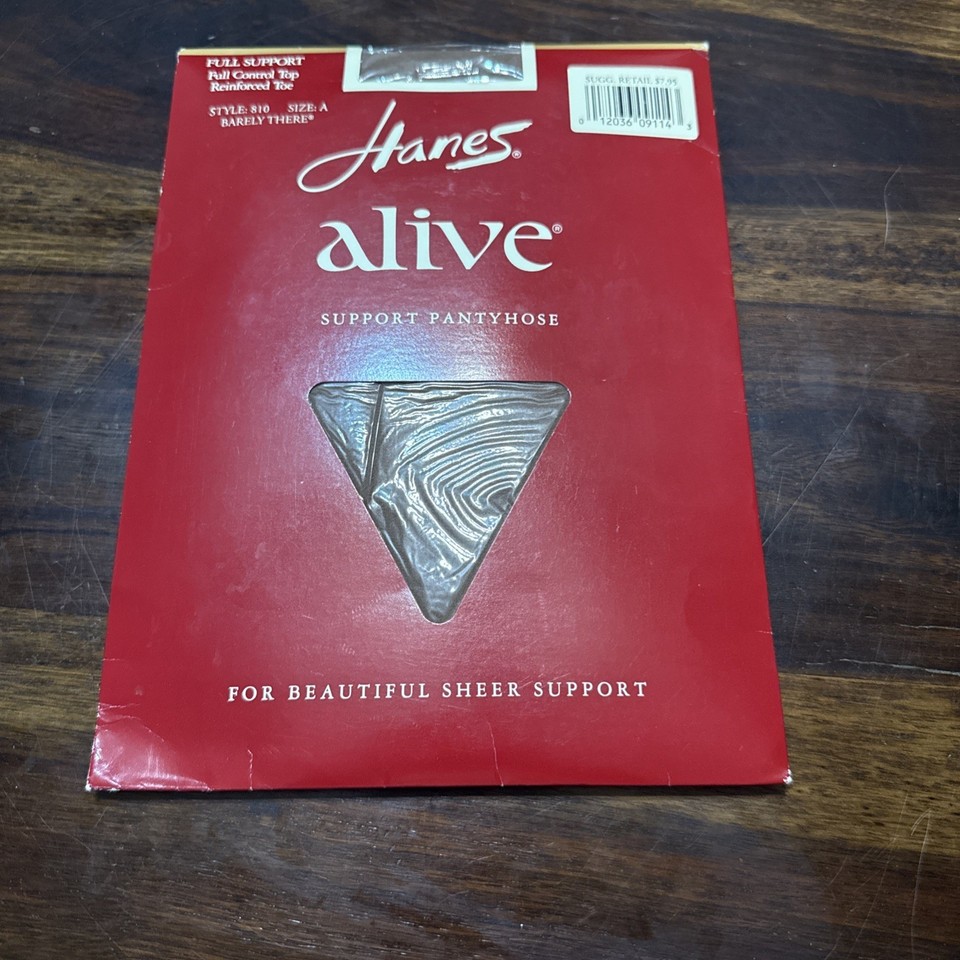 FULL SUPPORT
Full Control Top
Reinforced Toe
STYLE: 810 SIZE: A
BARELY THERE®
SUGG. RETAIL $7.95
0 12036 09114 3
Hanes®
alive®
SUPPORT PANTYHOSE
FOR BEAUTIFUL SHEER SUPPORT